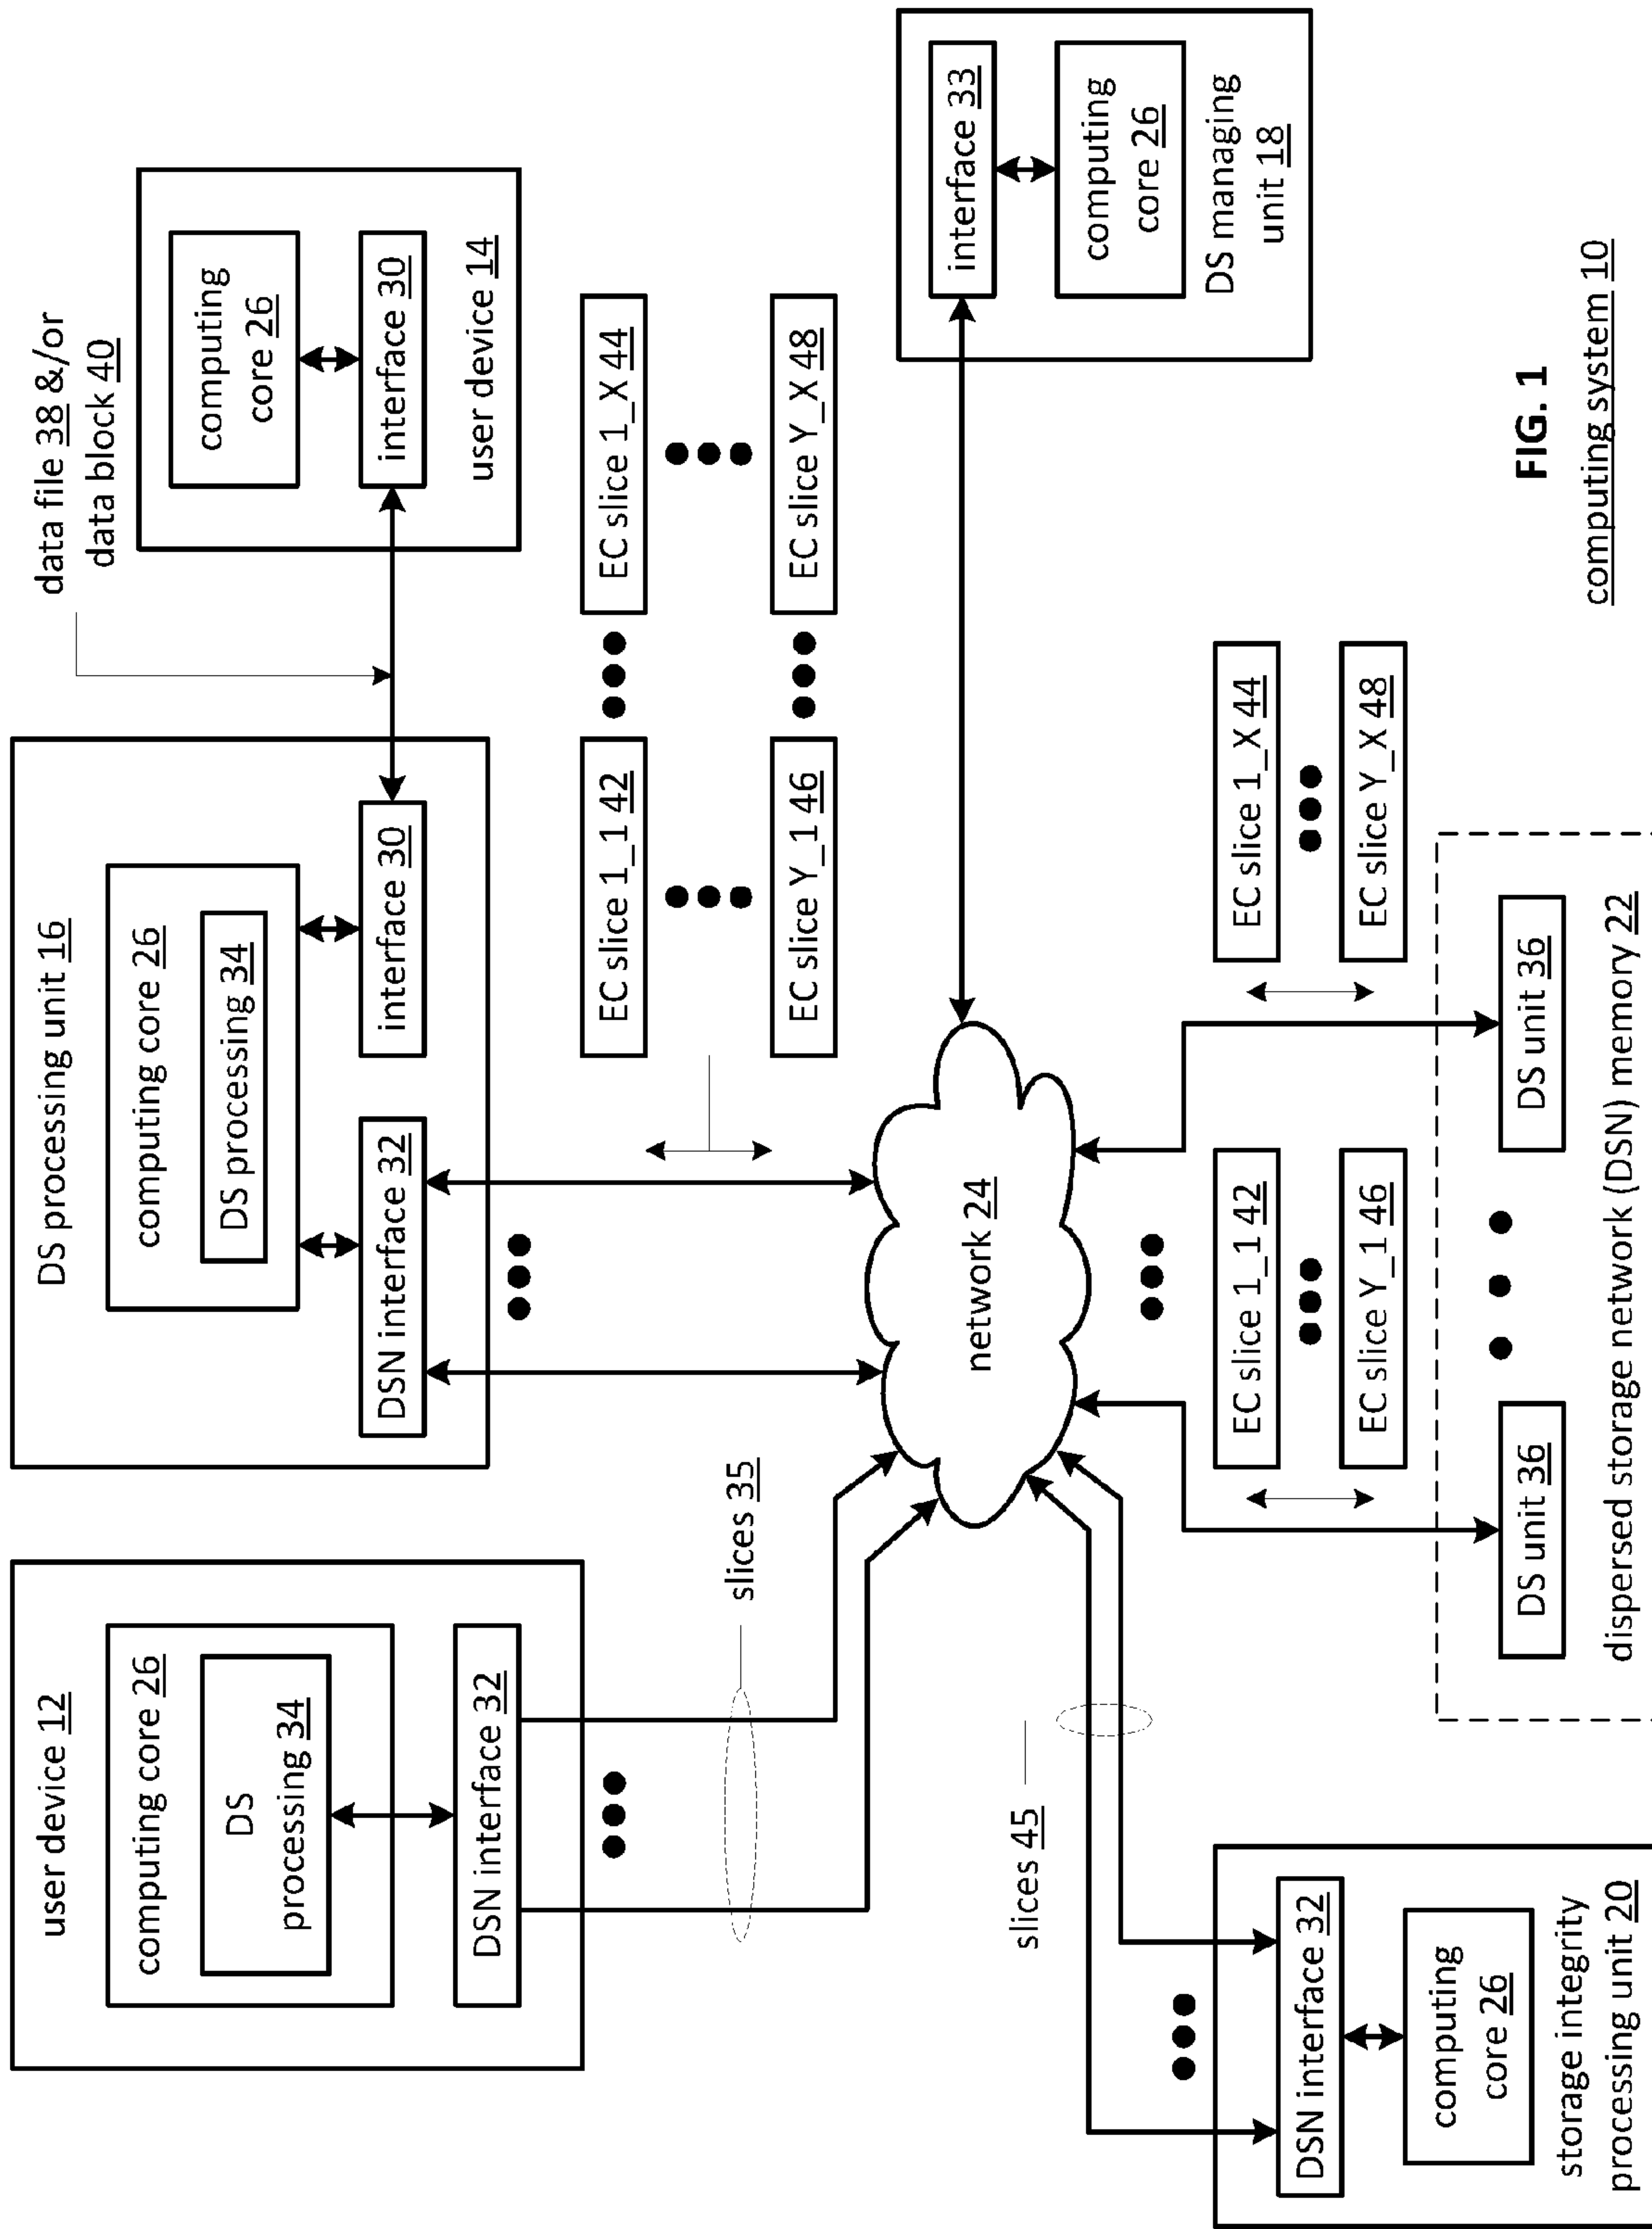 user device 12
computing core 26
DS
processing 34
DSN interface 32
slices 35
DS processing unit 16
computing core 26
DS processing 34
DSN interface 32
interface 30
data file 38 &/or
data block 40
computing
core 26
interface 30
user device 14
EC slice 1_1 42
EC slice 1_X 44
EC slice Y_1 46
EC slice Y_X 48
network 24
interface 33
computing
core 26
DS managing
unit 18
slices 45
DSN interface 32
computing
core 26
storage integrity
processing unit 20
EC slice 1_1 42
EC slice Y_1 46
EC slice 1_X 44
EC slice Y_X 48
DS unit 36
DS unit 36
dispersed storage network (DSN) memory 22
FIG. 1
computing system 10